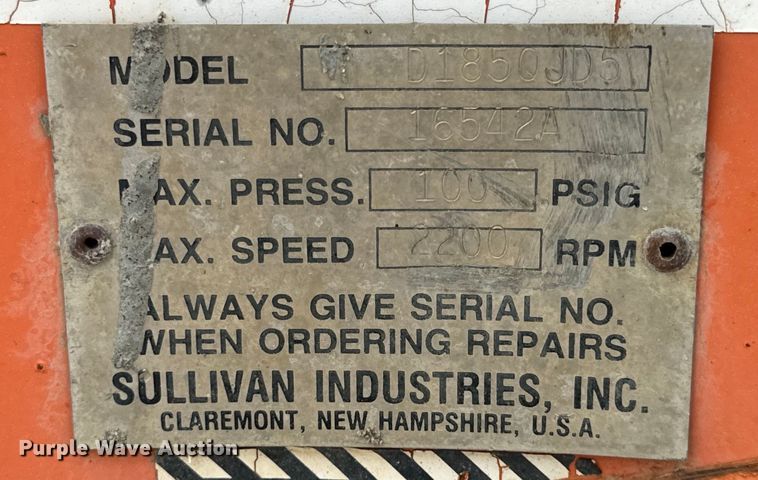 MODEL D185QJD5
SERIAL NO. 16542A
MAX. PRESS. 100 PSIG
MAX. SPEED 2200 RPM
ALWAYS GIVE SERIAL NO.
WHEN ORDERING REPAIRS
SULLIVAN INDUSTRIES, INC.
CLAREMONT, NEW HAMPSHIRE, U.S.A.
Purple Wave Auction